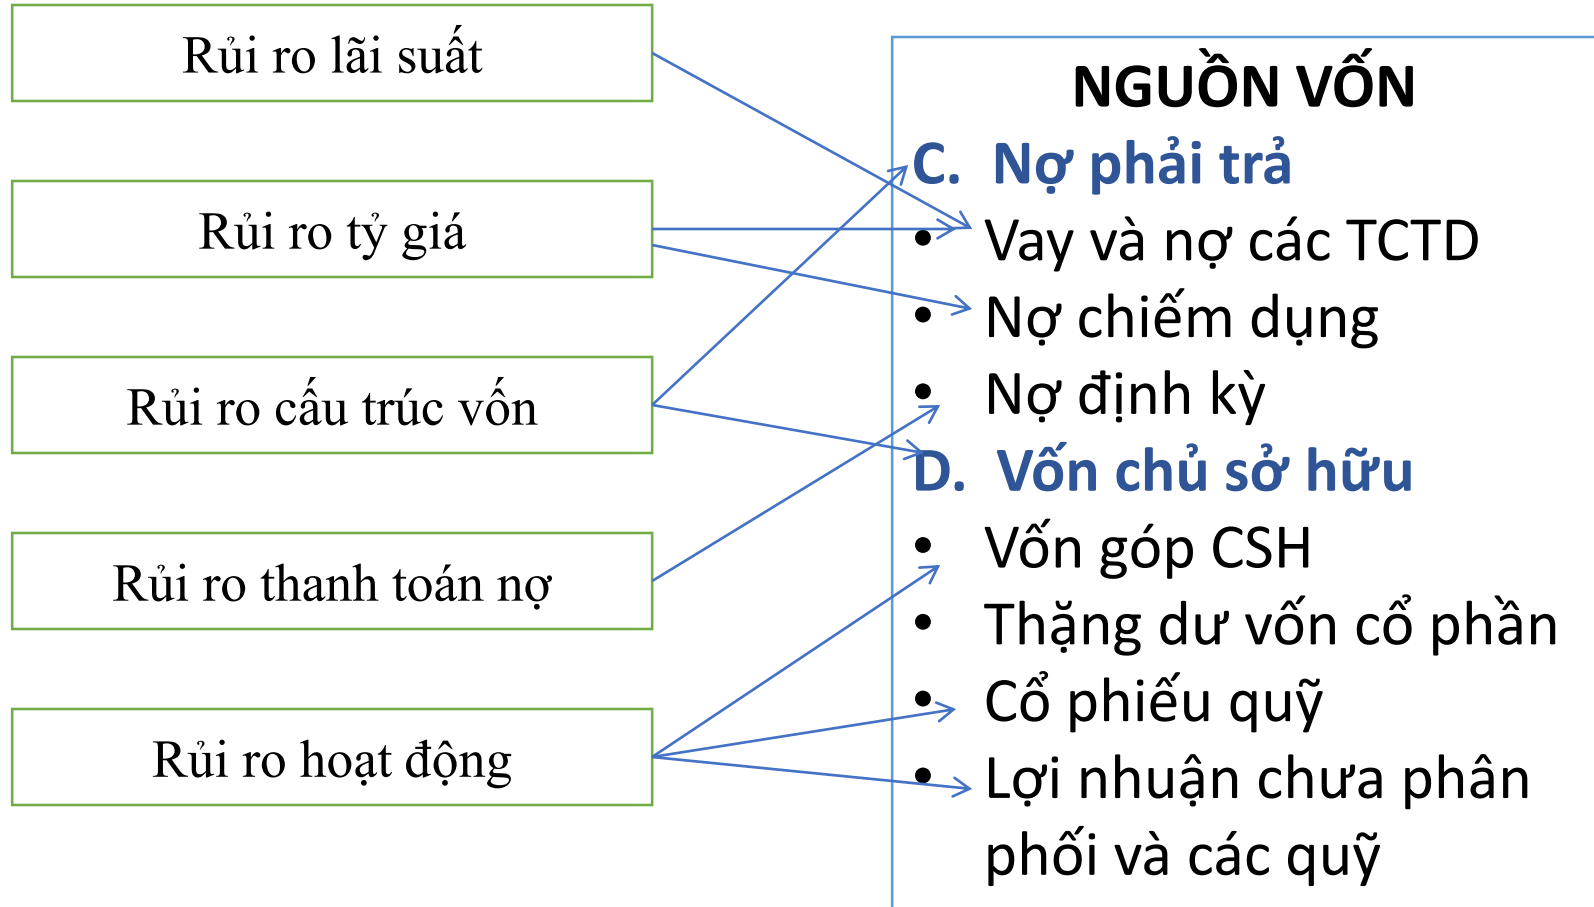 Rủi ro lãi suất
Rủi ro tỷ giá
Rủi ro cấu trúc vốn
Rủi ro thanh toán nợ
Rủi ro hoạt động
NGUỒN VỐN
C. Nợ phải trả
• Vay và nợ các TCTD
• Nợ chiếm dụng
• Nợ định kỳ
D. Vốn chủ sở hữu
• Vốn góp CSH
• Thặng dư vốn cổ phần
• Cổ phiếu quỹ
• Lợi nhuận chưa phân
phối và các quỹ